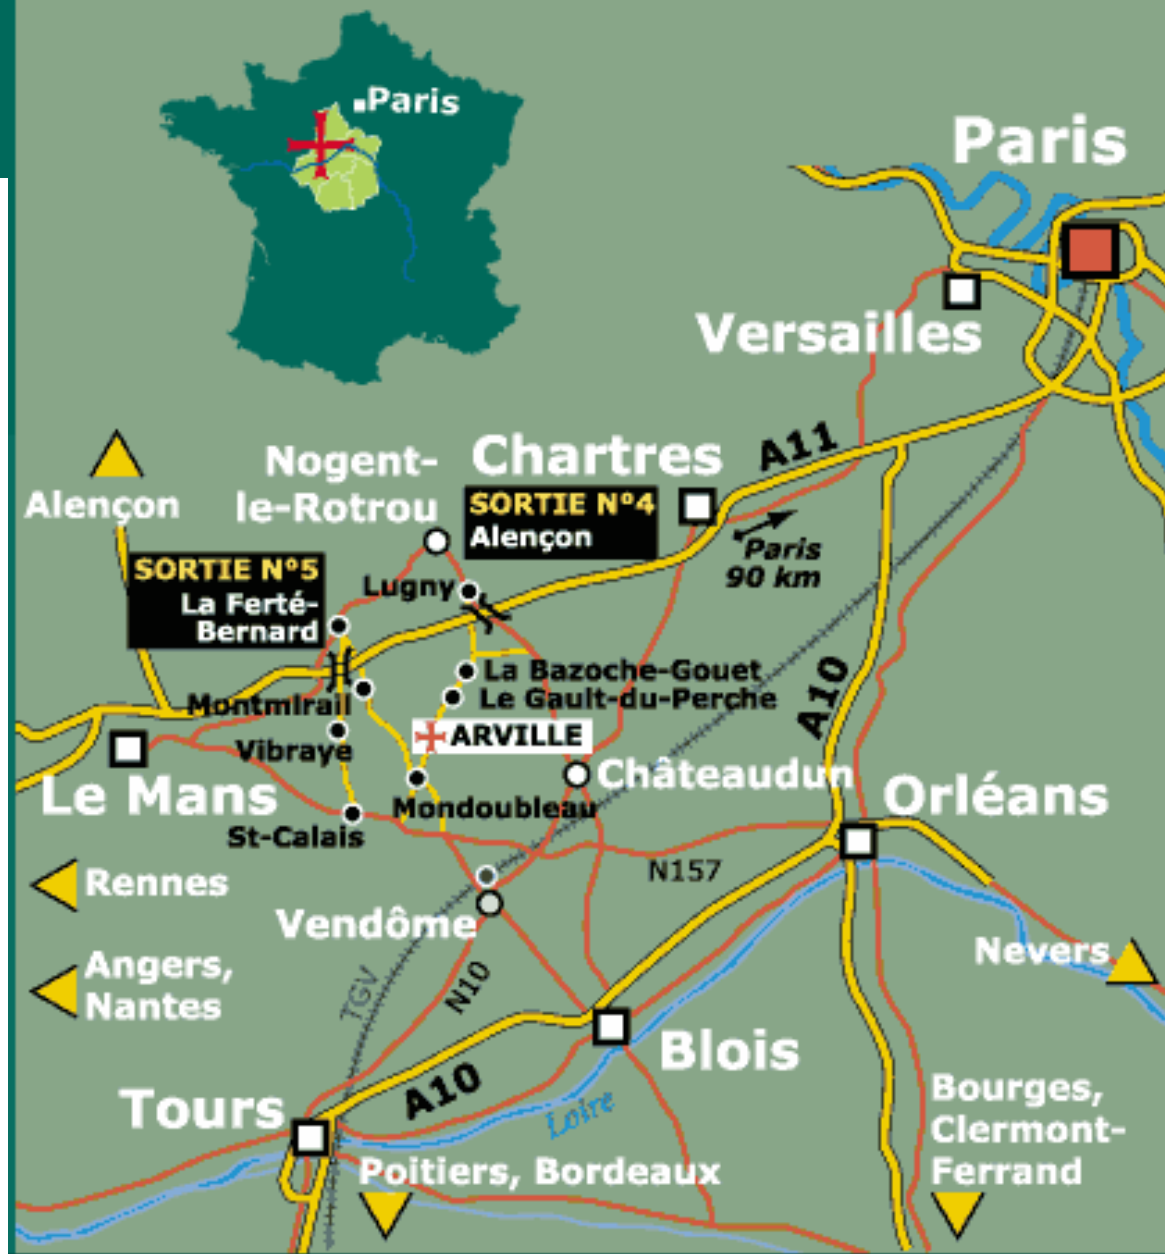 Paris
Paris
Versailles
Nogent-
le-Rotrou
Chartres
A11
Alençon
SORTIE N°4
Alençon
Paris
90 km
SORTIE N°5
La Ferté-
Bernard
Lugny
La Bazoche-Gouet
Le Gault-du-Perche
Montmirail
ARVILLE
A10
Vibraye
Le Mans
Châteaudun
Orléans
Mondoubleau
St-Calais
N157
Rennes
Vendôme
Nevers
Angers,
Nantes
TGV
N10
Blois
A10
Tours
Loire
Bourges,
Clermont-
Ferrand
Poitiers, Bordeaux